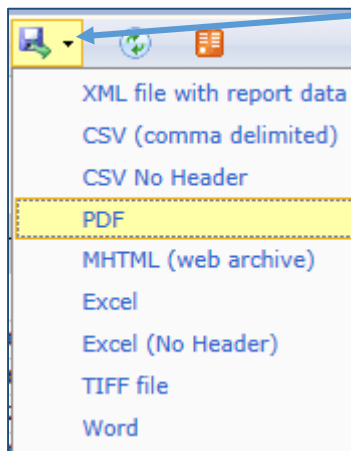 XML file with report data
CSV (comma delimited)
CSV No Header
PDF
MHTML (web archive)
Excel
Excel (No Header)
TIFF file
Word